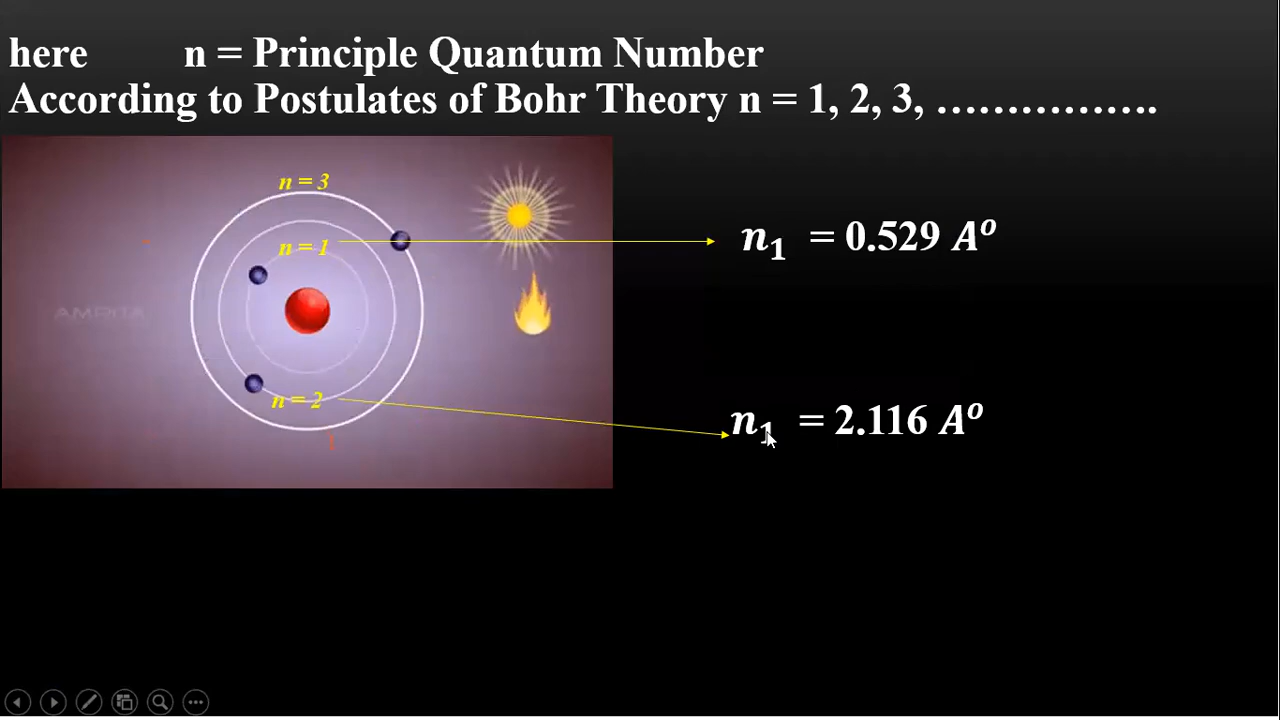 here n = Principle Quantum Number
According to Postulates of Bohr Theory n = 1, 2, 3, …………….
n = 3
n = 1
n₁ = 0.529 Aᵒ
AMRITA
n = 2
n₁ = 2.116 Aᵒ